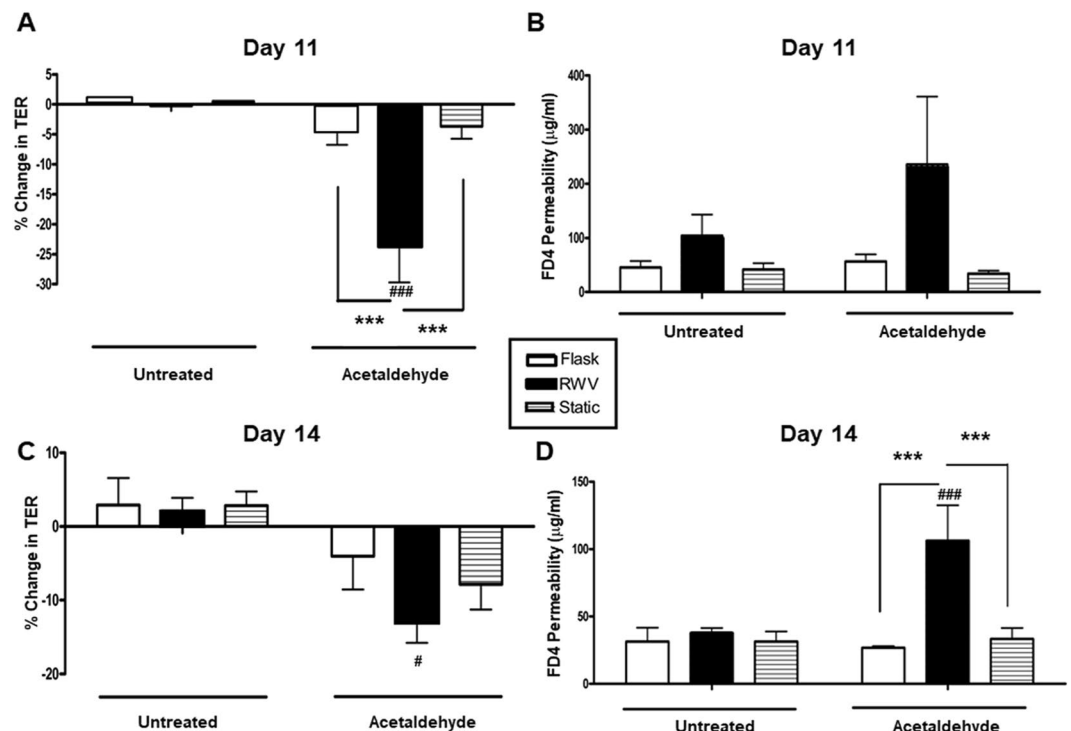 A
Day 11
% Change in TER
5
0
-5
-10
-15
-20
-25
-30
###
*** ***
Untreated Acetaldehyde
B
Day 11
FD4 Permeability (µg/ml)
400
300
200
100
0
Untreated Acetaldehyde
Flask
RWV
Static
C
Day 14
% Change in TER
10
0
-10
-20
#
Untreated Acetaldehyde
D
Day 14
FD4 Permeability (µg/ml)
150
100
50
0
*** ***
###
Untreated Acetaldehyde